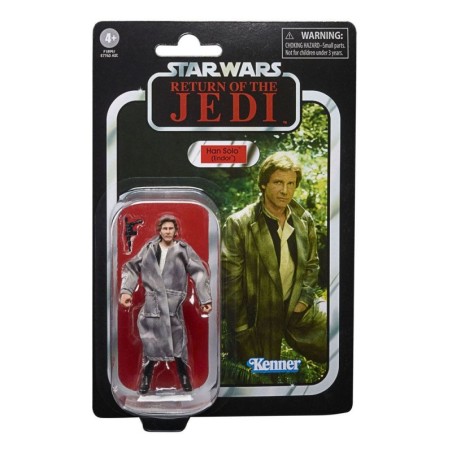 4+
WARNING:
CHOKING HAZARD-Small parts.
Not for children under 3 years.
STAR WARS
RETURN OF THE
JEDI
Han Solo
(Endor)
Kenner